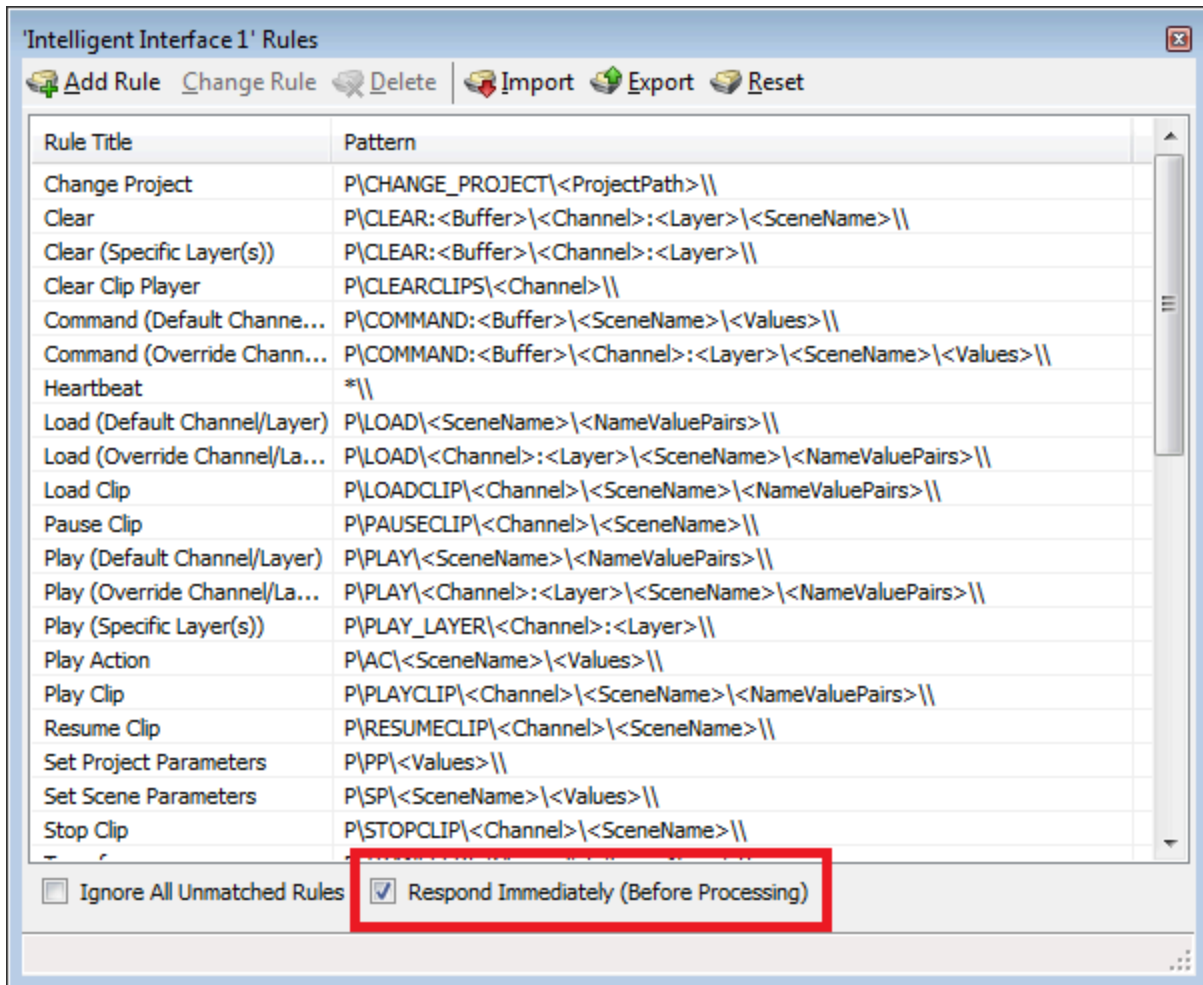 'Intelligent Interface 1' Rules
Add Rule Change Rule Delete Import Export Reset
Rule Title Pattern
Change Project P\CHANGE_PROJECT\<ProjectPath>\\
Clear P\CLEAR:<Buffer>\<Channel>:<Layer>\<SceneName>\\
Clear (Specific Layer(s)) P\CLEAR:<Buffer>\<Channel>:<Layer>\\
Clear Clip Player P\CLEARCLIPS\<Channel>\\
Command (Default Channe... P\COMMAND:<Buffer>\<SceneName>\<Values>\\
Command (Override Chann... P\COMMAND:<Buffer>\<Channel>:<Layer>\<SceneName>\<Values>\\
Heartbeat *\\
Load (Default Channel/Layer) P\LOAD\<SceneName>\<NameValuePairs>\\
Load (Override Channel/La... P\LOAD\<Channel>:<Layer>\<SceneName>\<NameValuePairs>\\
Load Clip P\LOADCLIP\<Channel>\<SceneName>\<NameValuePairs>\\
Pause Clip P\PAUSECLIP\<Channel>\<SceneName>\\
Play (Default Channel/Layer) P\PLAY\<SceneName>\<NameValuePairs>\\
Play (Override Channel/La... P\PLAY\<Channel>:<Layer>\<SceneName>\<NameValuePairs>\\
Play (Specific Layer(s)) P\PLAY_LAYER\<Channel>:<Layer>\\
Play Action P\AC\<SceneName>\<Values>\\
Play Clip P\PLAYCLIP\<Channel>\<SceneName>\<NameValuePairs>\\
Resume Clip P\RESUMECLIP\<Channel>\<SceneName>\\
Set Project Parameters P\PP\<Values>\\
Set Scene Parameters P\SP\<SceneName>\<Values>\\
Stop Clip P\STOPCLIP\<Channel>\<SceneName>\\
Ignore All Unmatched Rules Respond Immediately (Before Processing)